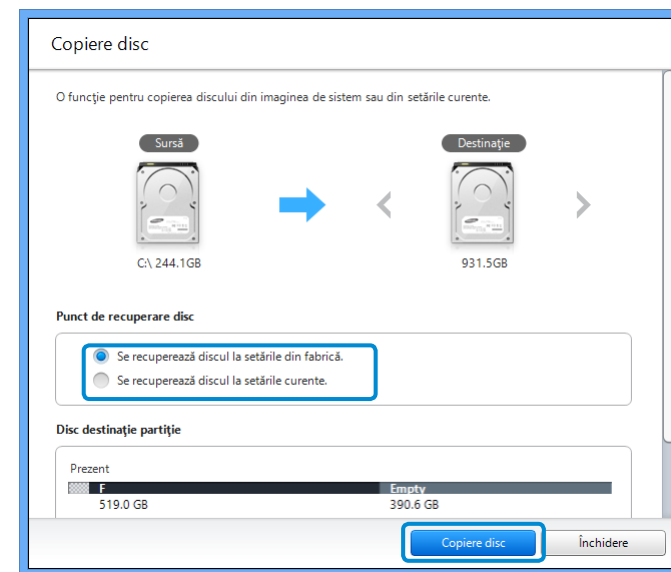 Copiere disc
O funcţie pentru copierea discului din imaginea de sistem sau din setările curente.
Sursă
Destinaţie
C:\ 244.1GB
931.5GB
Punct de recuperare disc
Se recuperează discul la setările din fabrică.
Se recuperează discul la setările curente.
Disc destinaţie partiţie
Prezent
F
Empty
519.0 GB
390.6 GB
Copiere disc
Închidere